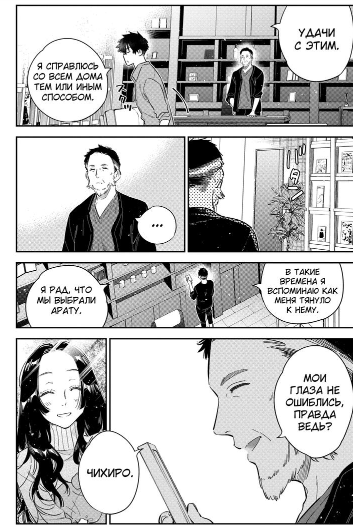 УДАЧИ
С ЭТИМ.
Я СПРАВЛЮСЬ
СО ВСЕМ ДОМА
ТЕМ ИЛИ ИНЫМ
СПОСОБОМ.
...
В ТАКИЕ
ВРЕМЕНА Я
ВСПОМИНАЮ КАК
МЕНЯ ТЯНУЛО
К НЕМУ.
Я РАД, ЧТО
МЫ ВЫБРАЛИ
АРАТУ.
МОИ
ГЛАЗА НЕ
ОШИБЛИСЬ,
ПРАВДА
ВЕДЬ?
ЧИХИРО.